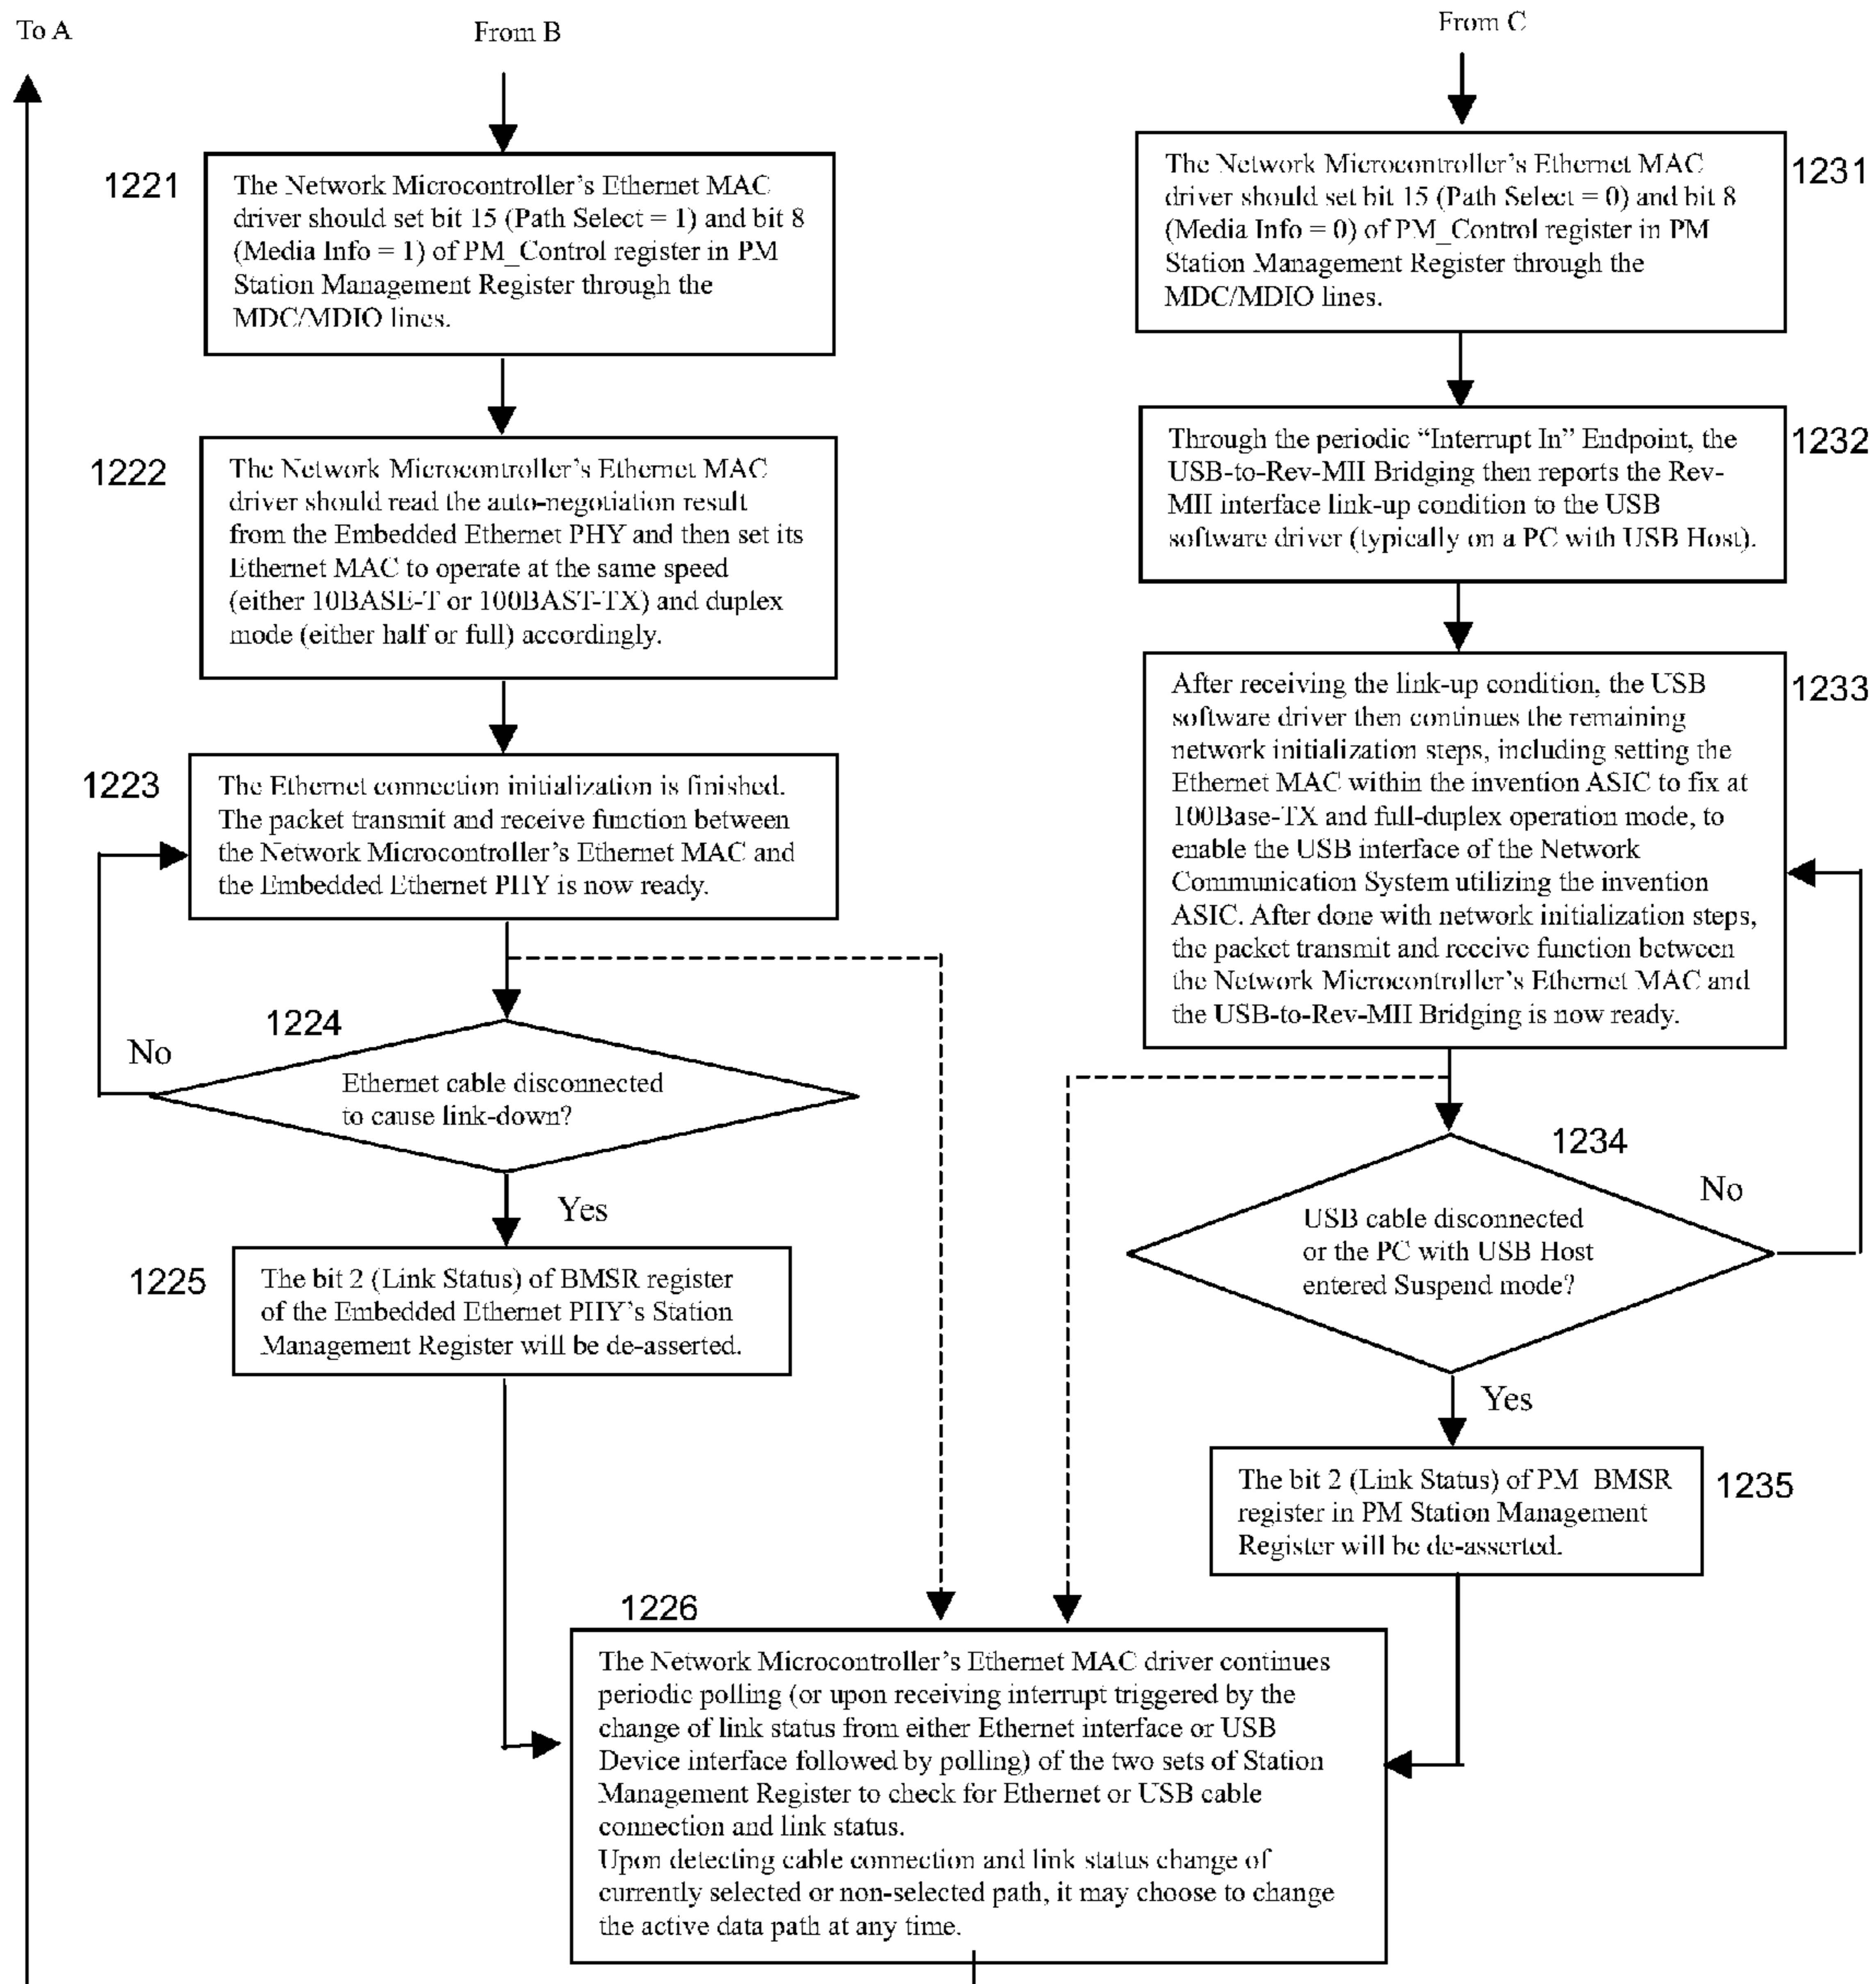 To A
From B
From C
1221
The Network Microcontroller's Ethernet MAC
driver should set bit 15 (Path Select = 1) and bit 8
(Media Info = 1) of PM_Control register in PM
Station Management Register through the
MDC/MDIO lines.
1222
The Network Microcontroller's Ethernet MAC
driver should read the auto-negotiation result
from the Embedded Ethernet PHY and then set its
Ethernet MAC to operate at the same speed
(either 10BASE-T or 100BAST-TX) and duplex
mode (either half or full) accordingly.
1223
The Ethernet connection initialization is finished.
The packet transmit and receive function between
the Network Microcontroller's Ethernet MAC and
the Embedded Ethernet PHY is now ready.
1224
No
Ethernet cable disconnected
to cause link-down?
Yes
1225
The bit 2 (Link Status) of BMSR register
of the Embedded Ethernet PHY's Station
Management Register will be de-asserted.
1231
The Network Microcontroller's Ethernet MAC
driver should set bit 15 (Path Select = 0) and bit 8
(Media Info = 0) of PM_Control register in PM
Station Management Register through the
MDC/MDIO lines.
1232
Through the periodic “Interrupt In” Endpoint, the
USB-to-Rev-MII Bridging then reports the Rev-
MII interface link-up condition to the USB
software driver (typically on a PC with USB Host).
1233
After receiving the link-up condition, the USB
software driver then continues the remaining
network initialization steps, including setting the
Ethernet MAC within the invention ASIC to fix at
100Base-TX and full-duplex operation mode, to
enable the USB interface of the Network
Communication System utilizing the invention
ASIC. After done with network initialization steps,
the packet transmit and receive function between
the Network Microcontroller's Ethernet MAC and
the USB-to-Rev-MII Bridging is now ready.
1234
No
USB cable disconnected
or the PC with USB Host
entered Suspend mode?
Yes
1235
The bit 2 (Link Status) of PM BMSR
register in PM Station Management
Register will be de-asserted.
1226
The Network Microcontroller's Ethernet MAC driver continues
periodic polling (or upon receiving interrupt triggered by the
change of link status from either Ethernet interface or USB
Device interface followed by polling) of the two sets of Station
Management Register to check for Ethernet or USB cable
connection and link status.
Upon detecting cable connection and link status change of
currently selected or non-selected path, it may choose to change
the active data path at any time.